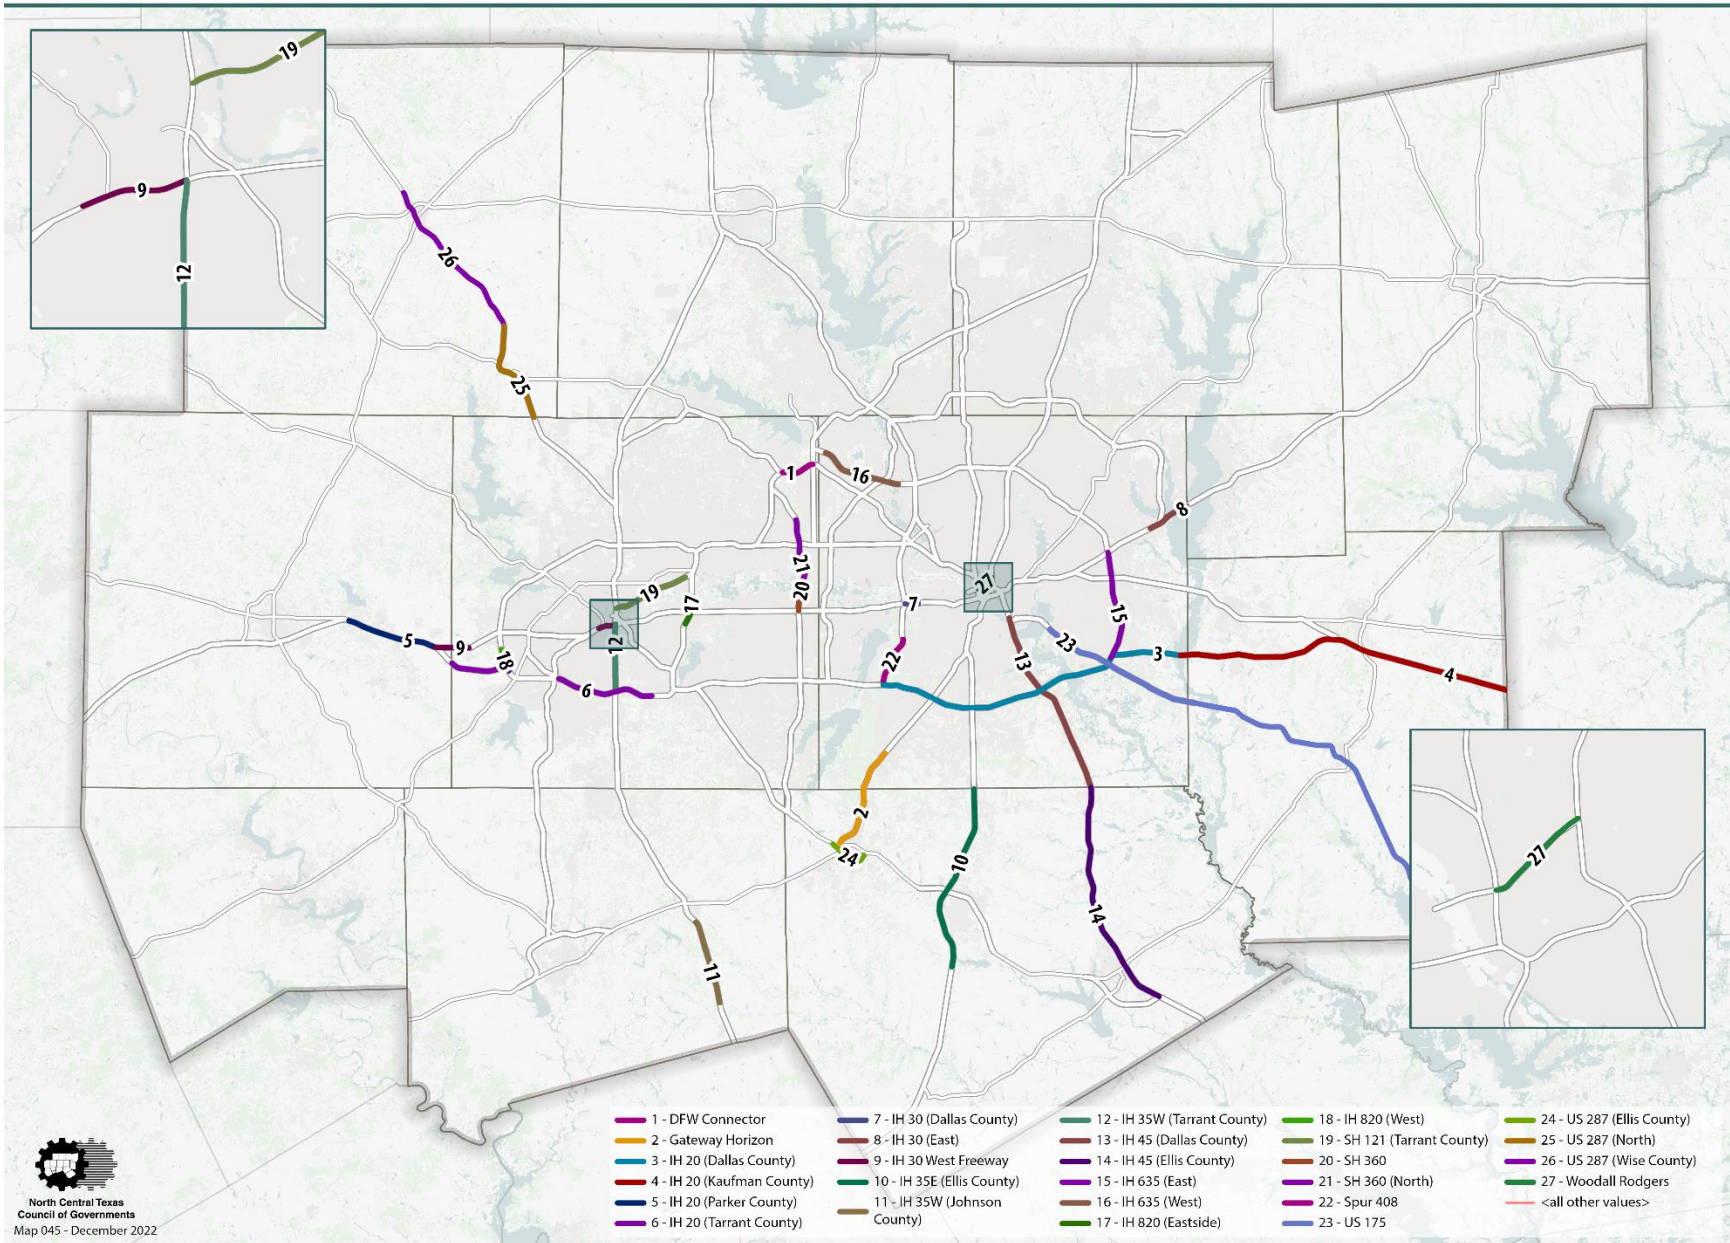 19
9
12
26
25
1
16
8
21
20
19
17
7
27
5
9
18
12
6
22
13
23
15
3
4
2
24
10
14
11
27
1 - DFW Connector
2 - Gateway Horizon
3 - IH 20 (Dallas County)
4 - IH 20 (Kaufman County)
5 - IH 20 (Parker County)
6 - IH 20 (Tarrant County)
7 - IH 30 (Dallas County)
8 - IH 30 (East)
9 - IH 30 West Freeway
10 - IH 35E (Ellis County)
11 - IH 35W (Johnson
County)
12 - IH 35W (Tarrant County)
13 - IH 45 (Dallas County)
14 - IH 45 (Ellis County)
15 - IH 635 (East)
16 - IH 635 (West)
17 - IH 820 (Eastside)
18 - IH 820 (West)
19 - SH 121 (Tarrant County)
20 - SH 360
21 - SH 360 (North)
22 - Spur 408
23 - US 175
24 - US 287 (Ellis County)
25 - US 287 (North)
26 - US 287 (Wise County)
27 - Woodall Rodgers
<all other values>
North Central Texas
Council of Governments
Map 045 - December 2022